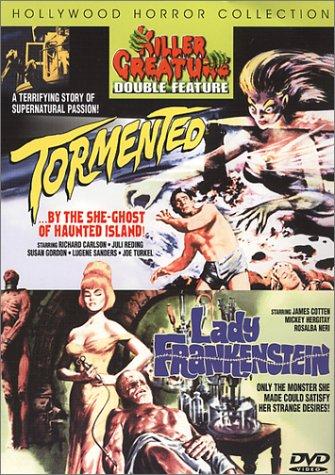 HOLLYWOOD HORROR COLLECTION
KILLER
CREATURE
DOUBLE FEATURE
A TERRIFYING STORY OF
SUPERNATURAL PASSION!
TORMENTED
...BY THE SHE-GHOST
OF HAUNTED ISLAND!
STARRING RICHARD CARLSON • JULI REDING
SUSAN GORDON • LUGENE SANDERS • JOE TURKEL
STARRING JAMES COTTEN
MICKEY HERGITAY
ROSALBA NERI
Lady
FRANKENSTEIN
ONLY THE MONSTER SHE
MADE COULD SATISFY
HER STRANGE DESIRES!
DVD
VIDEO